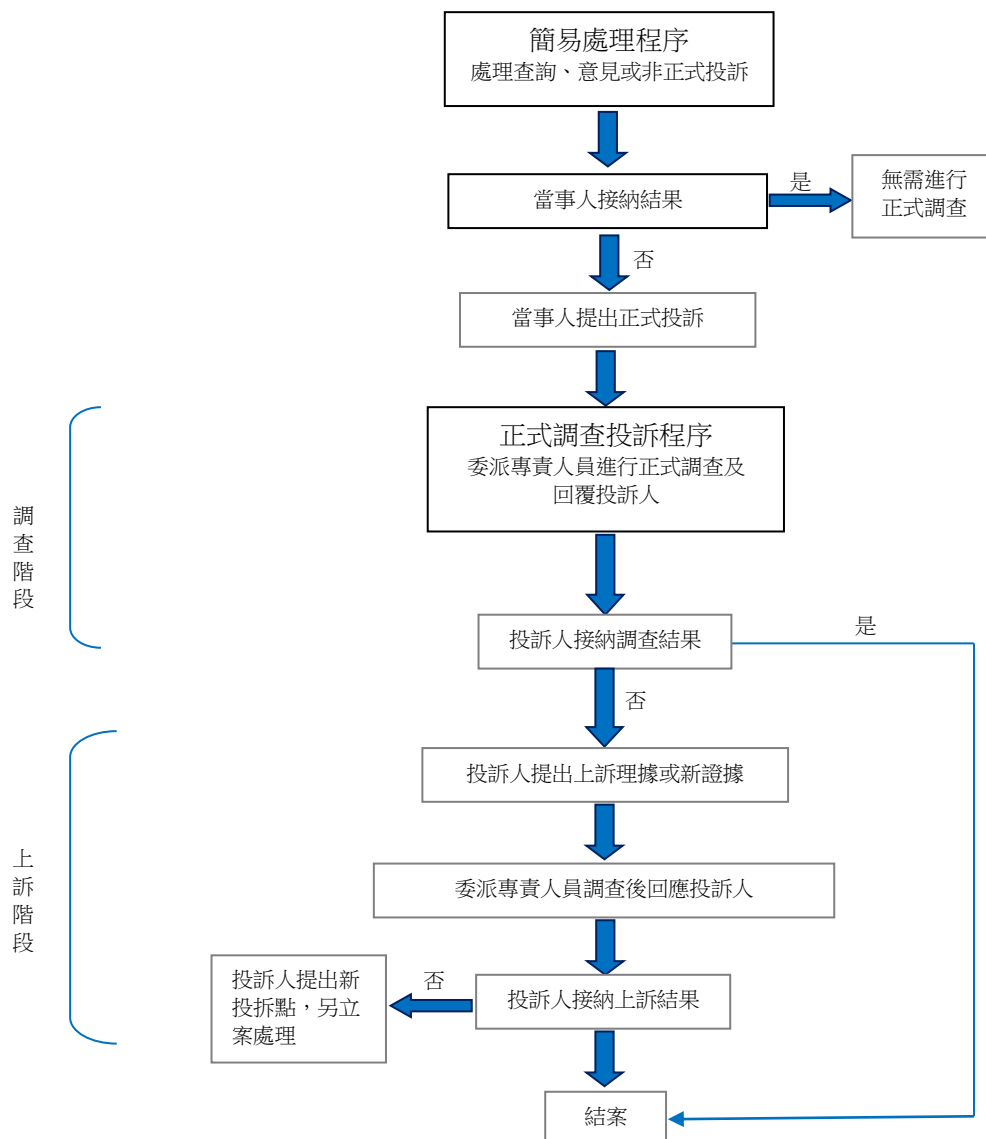 簡易處理程序
處理查詢、意見或非正式投訴
當事人接納結果
是
無需進行
正式調查
否
當事人提出正式投訴
調查階段
正式調查投訴程序
委派專責人員進行正式調查及
回覆投訴人
投訴人接納調查結果
是
否
上訴階段
投訴人提出上訴理據或新證據
委派專責人員調查後回應投訴人
投訴人接納上訴結果
否
投訴人提出新
投拆點，另立
案處理
結案